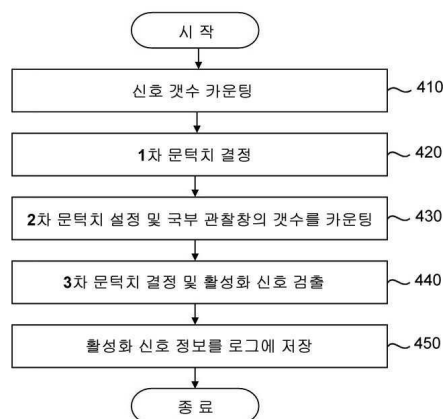 시 작
신호 갯수 카운팅
410
1차 문턱치 결정
420
2차 문턱치 설정 및 국부 관찰창의 갯수를 카운팅
430
3차 문턱치 결정 및 활성화 신호 검출
440
활성화 신호 정보를 로그에 저장
450
종 료